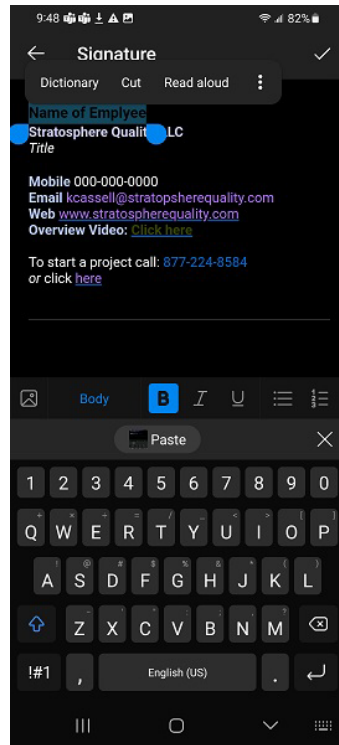 9:48 82%
Signature
Dictionary Cut Read aloud
Name of Emplyee
Stratosphere Qualit LC
Title
Mobile 000-000-0000
Email kcassell@stratopsherequality.com
Web www.stratospherequality.com
Overview Video: Click here
To start a project call: 877-224-8584
or click here
Body B I U
Paste
1 2 3 4 5 6 7 8 9 0
Q W E R T Y U I O P
A S D F G H J K L
Z X C V B N M
!#1 , English (US) .